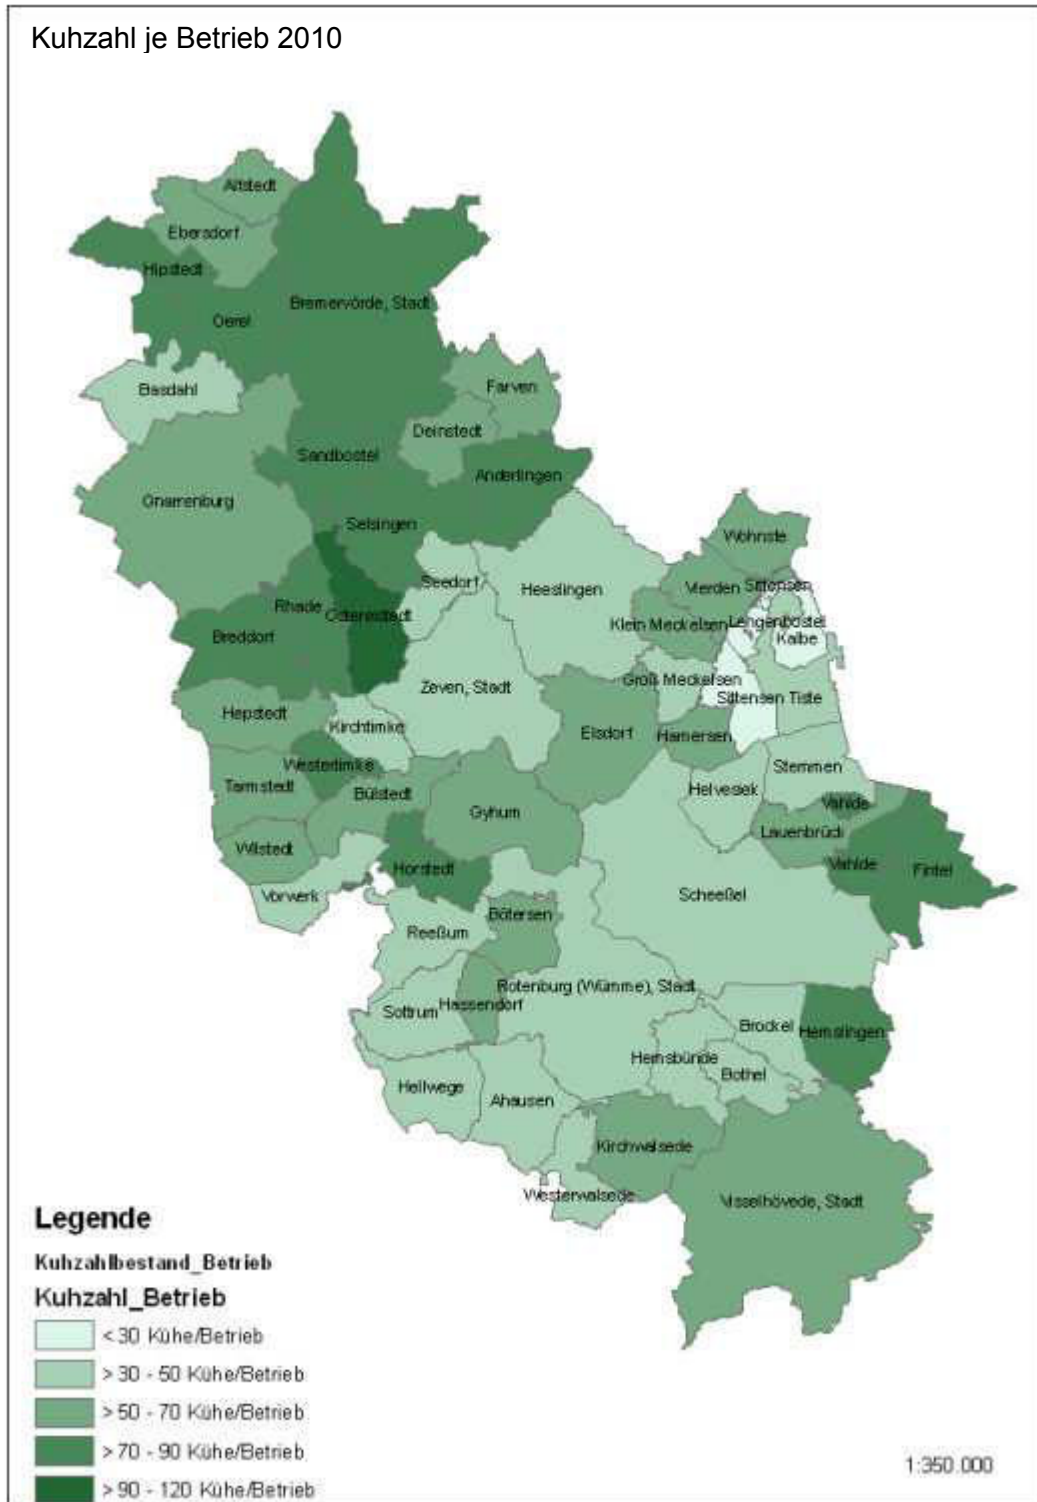 Kuhzahl je Betrieb 2010
Altstedt
Ebersdorf
Hipstedt
Bremervörde, Stadt
Oerel
Basdahl
Farven
Deinstedt
Sandbostel
Anderlingen
Gnarrenburg
Selsingen
Wohnste
Seedorf
Heeslingen
Vierden
Sittensen
Rhade
Ostereistedt
Klein Meckelsen
Lengenbostel
Kalbe
Breddorf
Groß Meckelsen
Zeven, Stadt
Sittensen
Tiste
Hepstedt
Kirchtimke
Elsdorf
Hamersen
Westertimke
Stemmen
Tarmstedt
Bülstedt
Helvesiek
Vahlde
Gyhum
Lauenbrück
Wilstedt
Horstedt
Vahlde
Fintel
Vorwerk
Scheeßel
Bötersen
Reeßum
Rotenburg (Wümme), Stadt
Hassendorf
Sottrum
Brockel
Hemslingen
Hemsbünde
Bothel
Hellwege
Ahausen
Kirchwalsede
Westerwalsede
Visselhövede, Stadt
Legende
Kuhzahlbestand_Betrieb
Kuhzahl_Betrieb
< 30 Kühe/Betrieb
> 30 - 50 Kühe/Betrieb
> 50 - 70 Kühe/Betrieb
> 70 - 90 Kühe/Betrieb
> 90 - 120 Kühe/Betrieb
1:350.000